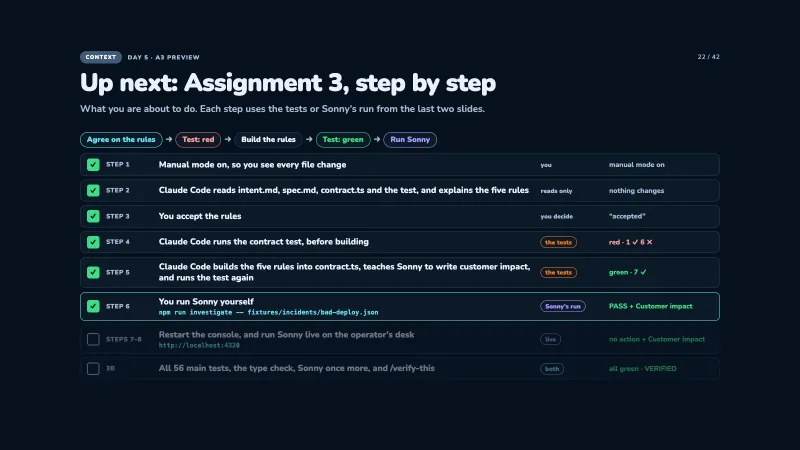 CONTEXT DAY 5 · A3 PREVIEW 22 / 42
Up next: Assignment 3, step by step
What you are about to do. Each step uses the tests or Sonny's run from the last two slides.
Agree on the rules → Test: red → Build the rules → Test: green → Run Sonny
STEP 1 Manual mode on, so you see every file change you manual mode on
STEP 2 Claude Code reads intent.md, spec.md, contract.ts and the test, and explains the five rules reads only nothing changes
STEP 3 You accept the rules you decide "accepted"
STEP 4 Claude Code runs the contract test, before building the tests red · 1 ✓ 6 ✕
STEP 5 Claude Code builds the five rules into contract.ts, teaches Sonny to write customer impact, the tests green · 7 ✓
and runs the test again
STEP 6 You run Sonny yourself Sonny's run PASS + Customer impact
npm run investigate -- fixtures/incidents/bad-deploy.json
STEPS 7–8 Restart the console, and run Sonny live on the operator's desk live no action + Customer impact
http://localhost:4320
3B All 56 main tests, the type check, Sonny once more, and /verify-this both all green · VERIFIED